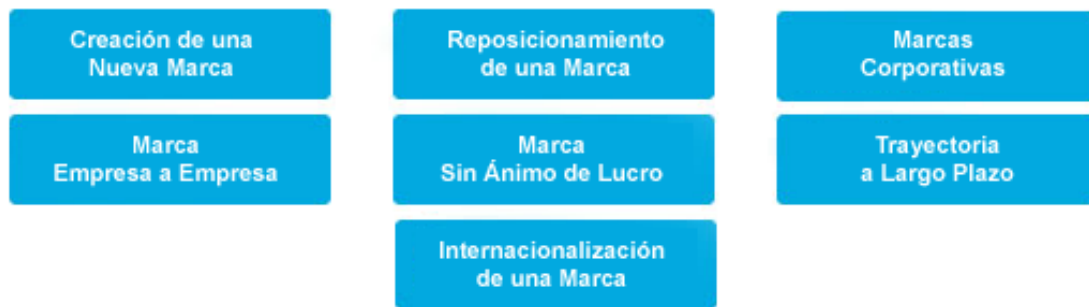 Creación de una
Nueva Marca
Reposicionamiento
de una Marca
Marcas
Corporativas
Marca
Empresa a Empresa
Marca
Sin Ánimo de Lucro
Trayectoria
a Largo Plazo
Internacionalización
de una Marca